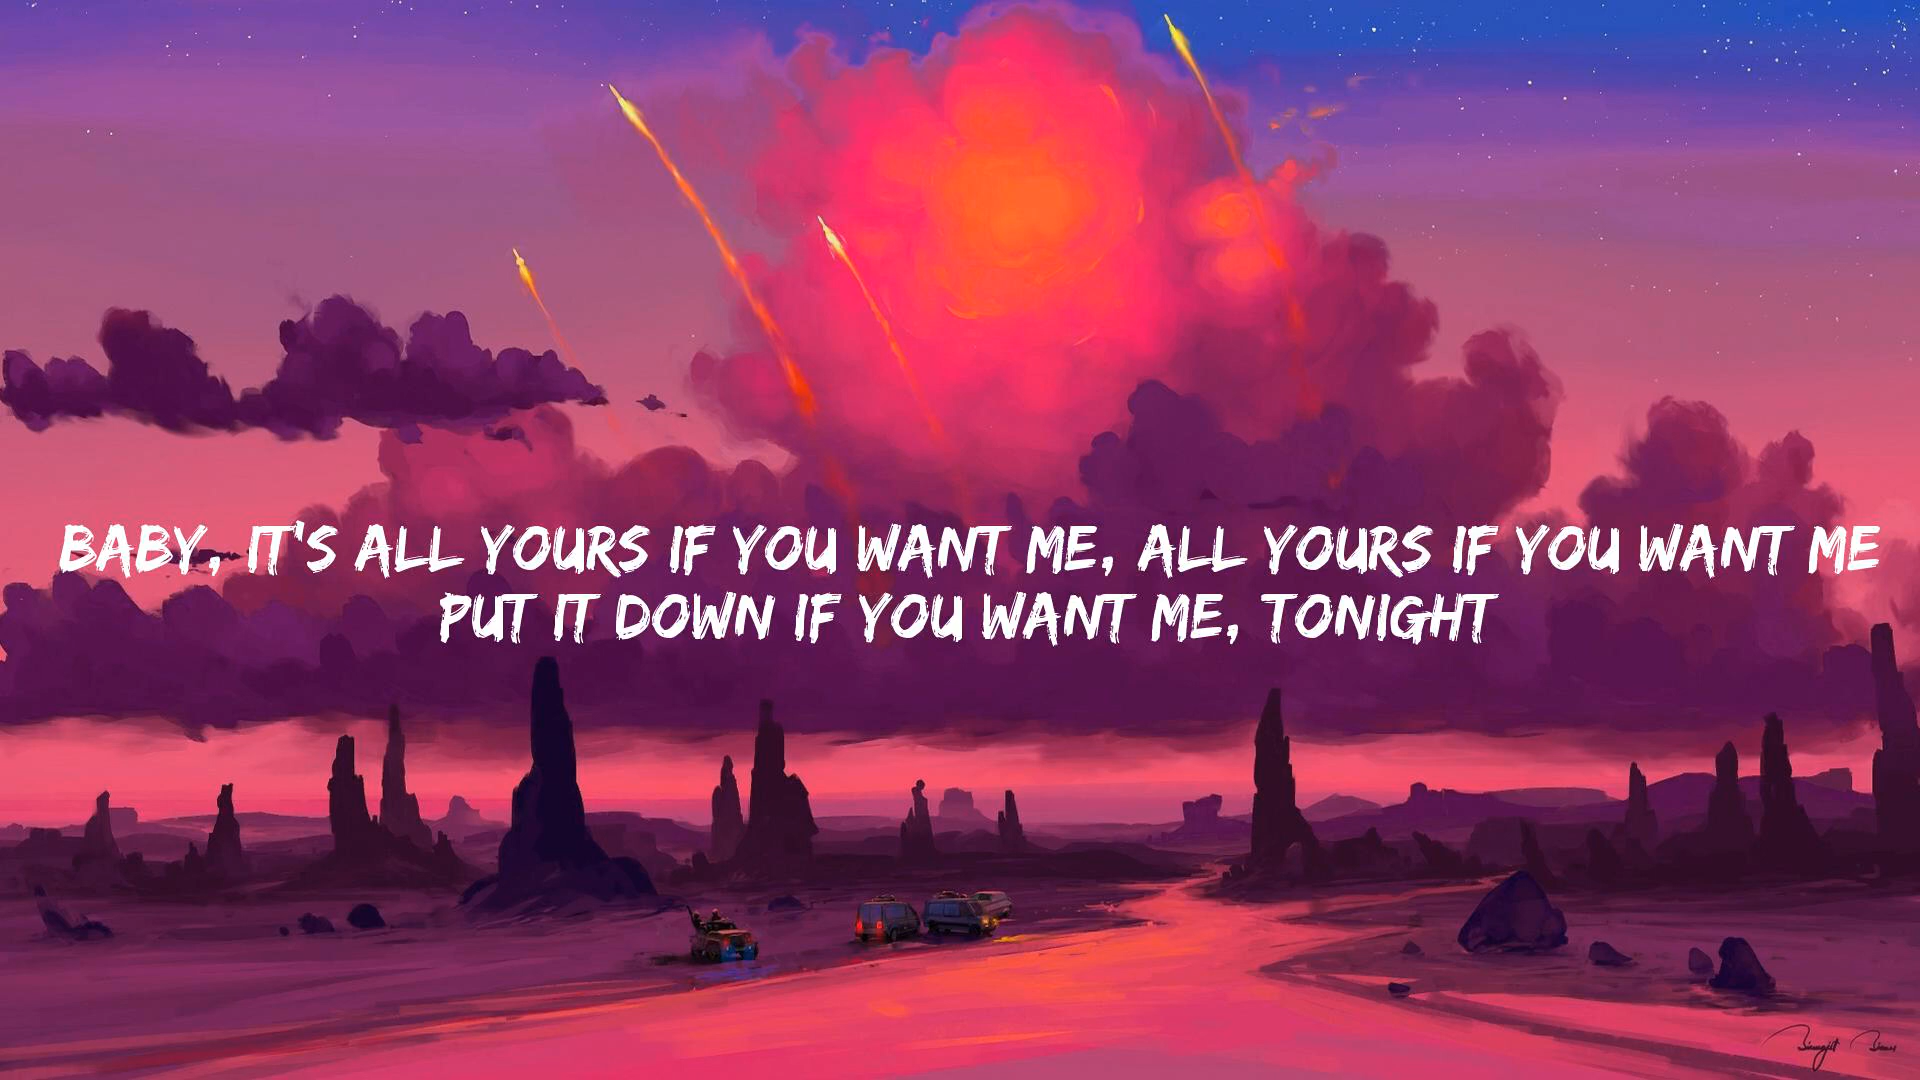 BABY, IT'S ALL YOURS IF YOU WANT ME, ALL YOURS IF YOU WANT ME
PUT IT DOWN IF YOU WANT ME, TONIGHT